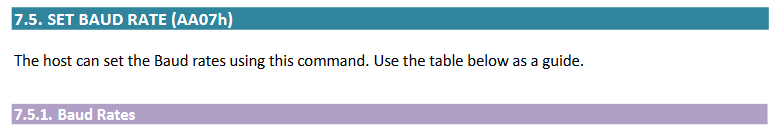 7.5. SET BAUD RATE (AA07h)
The host can set the Baud rates using this command. Use the table below as a guide.
7.5.1. Baud Rates